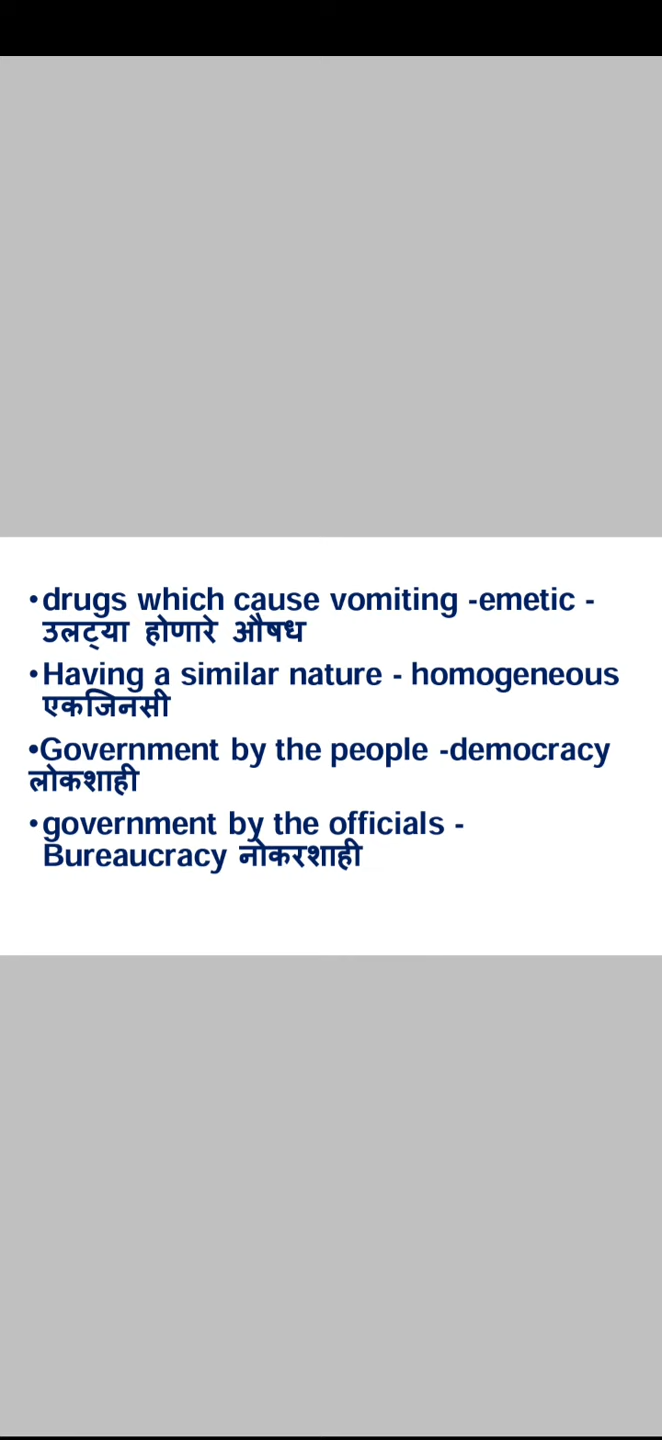 •drugs which cause vomiting -emetic -
उलट्या होणारे औषध
•Having a similar nature - homogeneous
एकजिनसी
•Government by the people -democracy
लोकशाही
•government by the officials -
Bureaucracy नोकरशाही